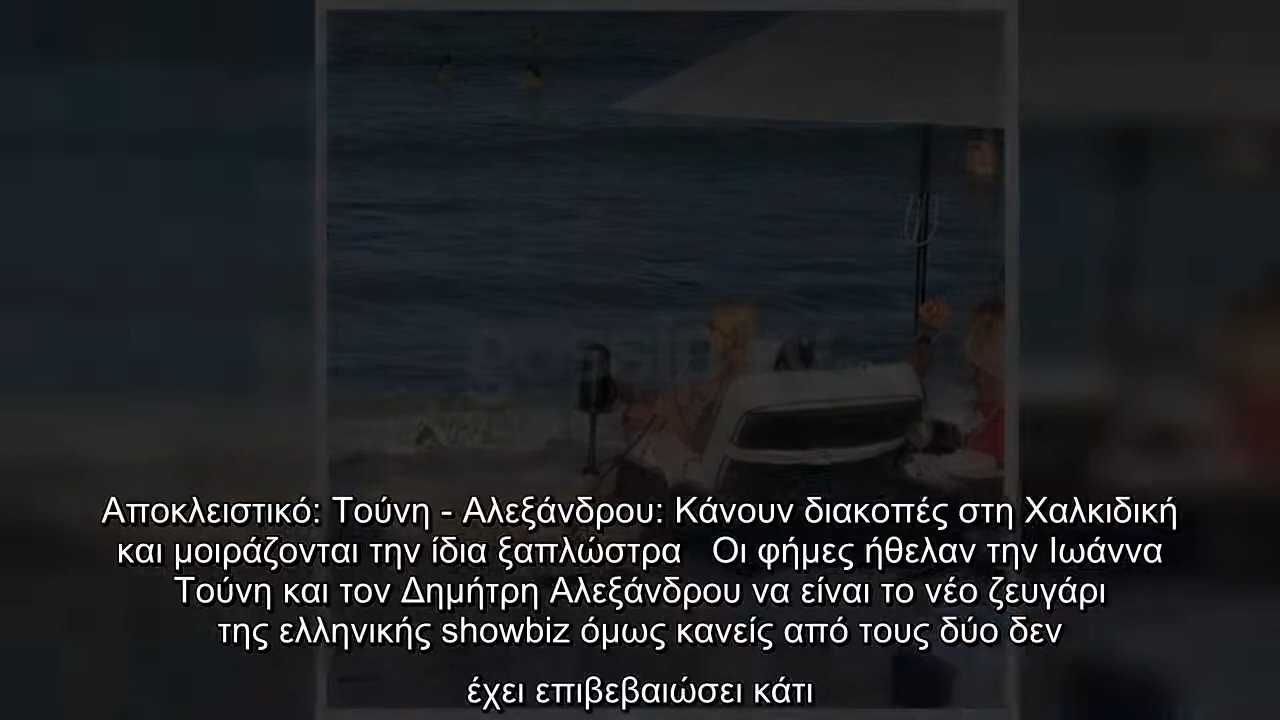 Αποκλειστικό: Τούνη - Αλεξάνδρου: Κάνουν διακοπές στη Χαλκιδική
και μοιράζονται την ίδια ξαπλώστρα   Οι φήμες ήθελαν την Ιωάννα
Τούνη και τον Δημήτρη Αλεξάνδρου να είναι το νέο ζευγάρι
της ελληνικής showbiz όμως κανείς από τους δύο δεν
έχει επιβεβαιώσει κάτι